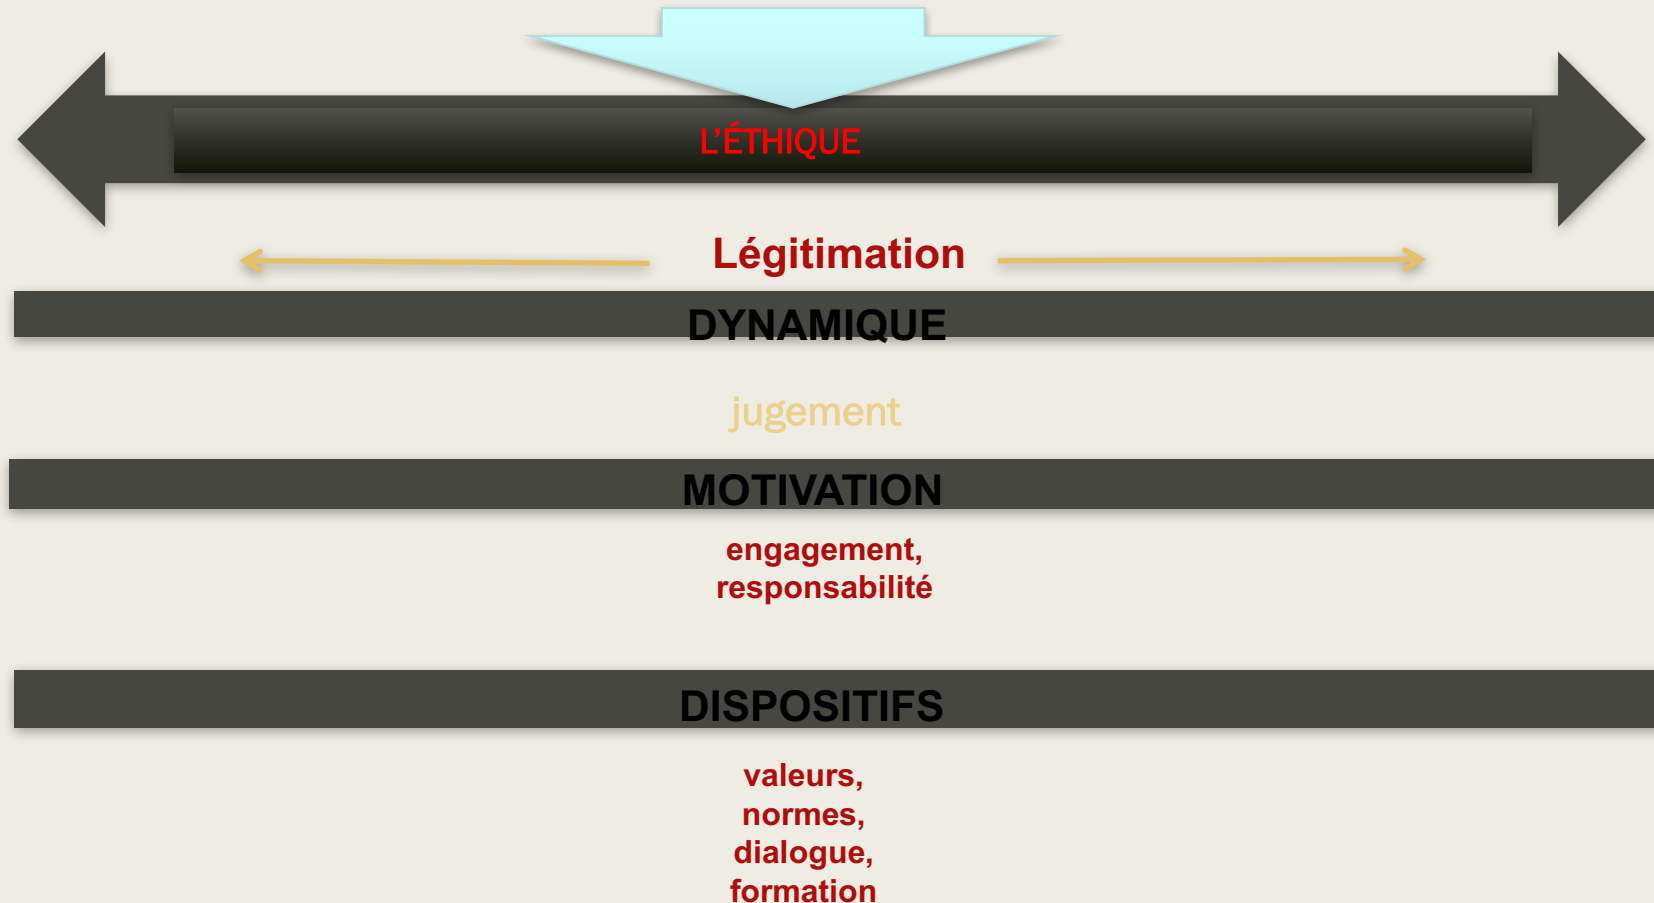 L’ÉTHIQUE
Légitimation
DYNAMIQUE
jugement
MOTIVATION
engagement,
responsabilité
DISPOSITIFS
valeurs,
normes,
dialogue,
formation